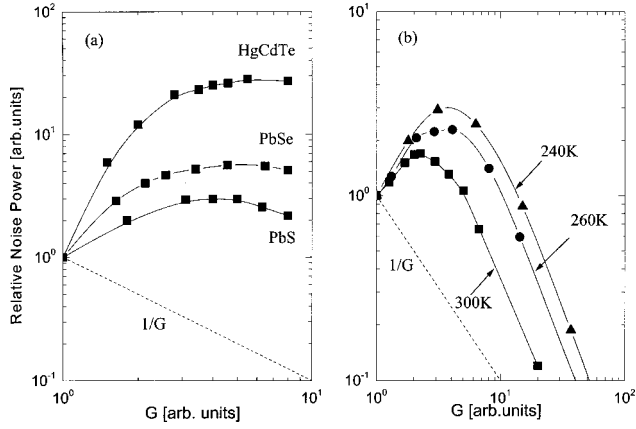 10²
(a)
HgCdTe
(b)
10¹
PbSe
PbS
10⁰
1/G
10⁻¹
10⁰
10¹
G [arb. units]
Relative Noise Power [arb.units]
10¹
240K
10⁰
260K
1/G
300K
10⁻¹
10⁰
10¹
10²
G [arb.units]